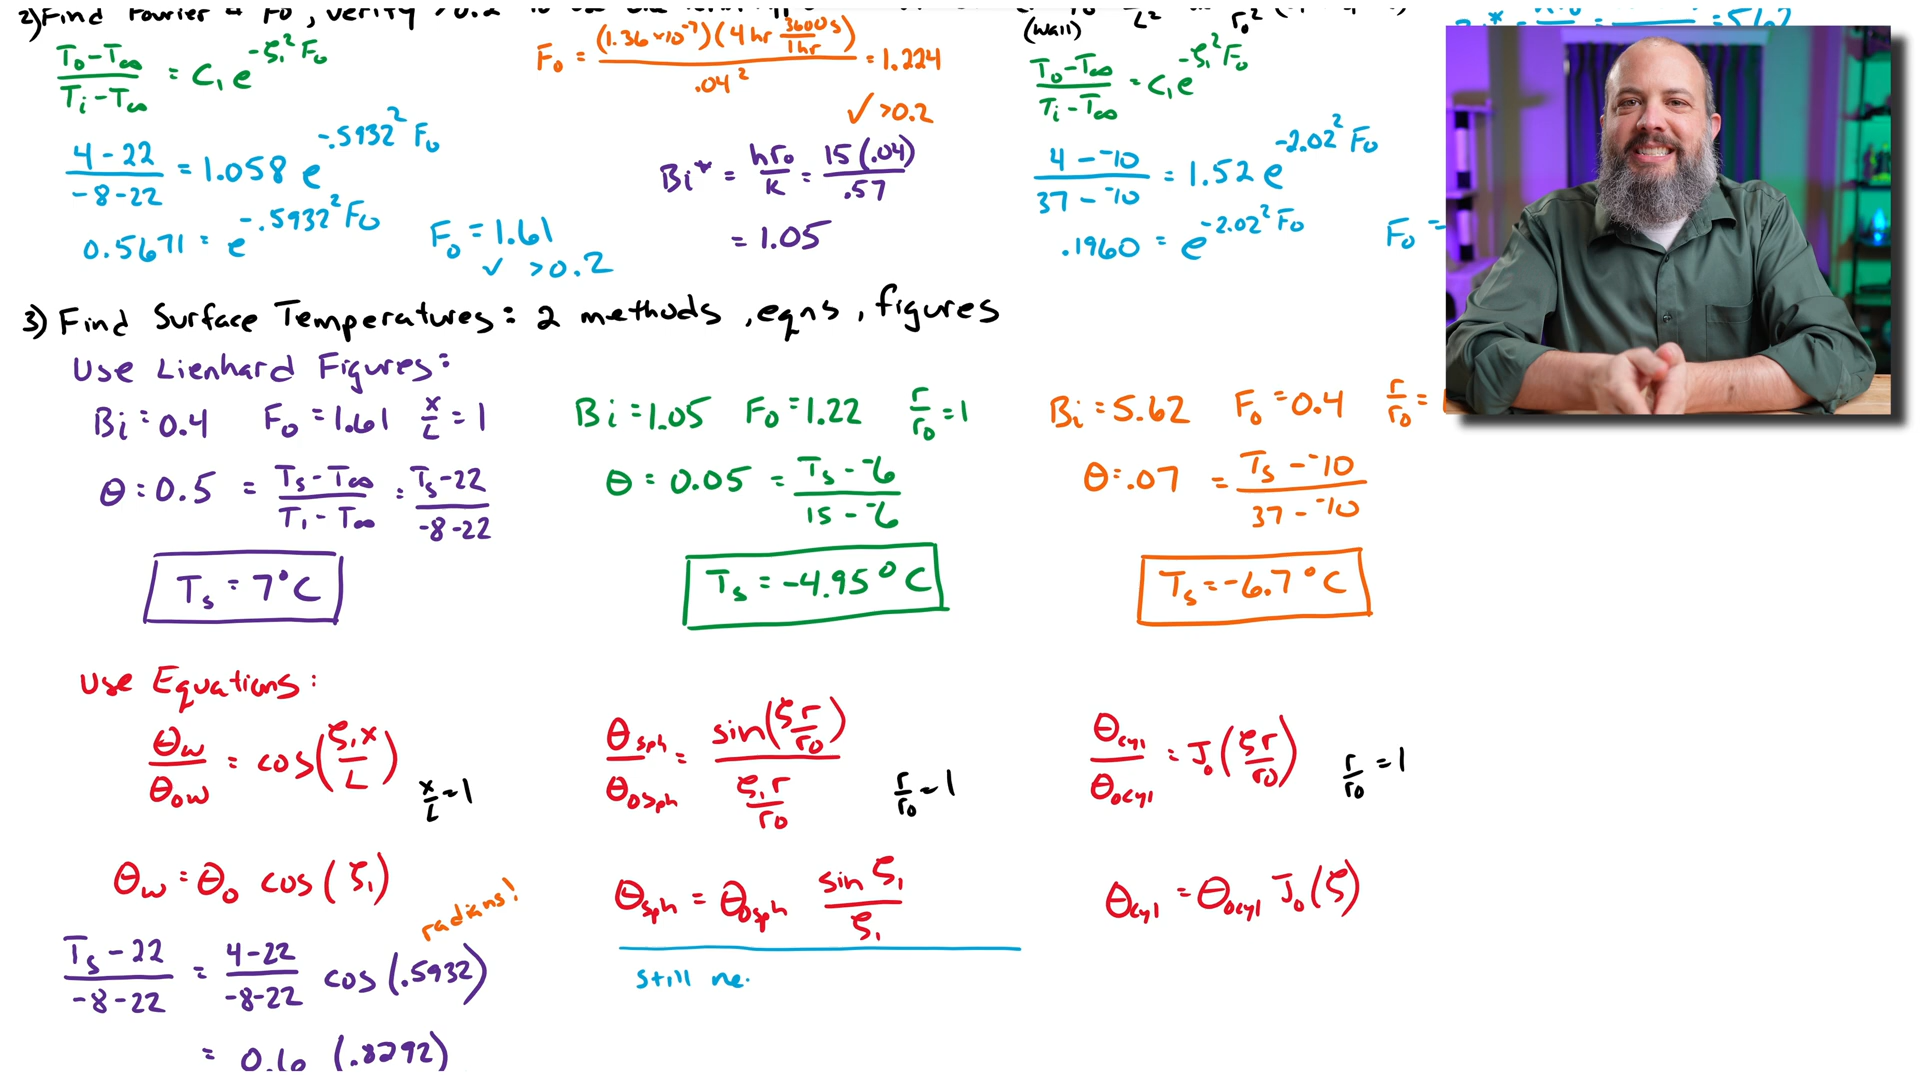 2) Find Fourier # Fo, verify >0.2
(wall)
T₀-T∞ / Tᵢ-T∞ = C₁ e^-ζ₁² Fo
4-22 / -8-22 = 1.058 e^-.5932² Fo
0.5671 = e^-.5932² Fo
Fo = 1.61
✓ >0.2
Fo = (1.36×10⁻⁷)(4 hr 3600s/1hr) / .04² = 1.224
✓ >0.2
Bi* = hr₀/k = 15(.04)/.57
= 1.05
T₀-T∞ / Tᵢ-T∞ = C₁ e^-ζ₁² Fo
4 - -10 / 37 - -10 = 1.52 e^-2.02² Fo
.1960 = e^-2.02² Fo
Fo =
3) Find Surface Temperatures: 2 methods, eqns, figures
Use Lienhard Figures:
Bi = 0.4 Fo = 1.61 x/L = 1
θ = 0.5 = Ts-T∞ / T₁-T∞ = Ts-22 / -8-22
Ts = 7°C
Bi = 1.05 Fo = 1.22 r/r₀ = 1
θ = 0.05 = Ts - -6 / 15 - -6
Ts = -4.95°C
Bi = 5.62 Fo = 0.4 r/r₀ =
θ = .07 = Ts - -10 / 37 - -10
Ts = -6.7°C
Use Equations:
θw / θ₀w = cos(ζ₁x / L)
x/L = 1
θw = θ₀ cos(ζ₁)
radians!
Ts-22 / -8-22 = 4-22 / -8-22 cos(.5932)
= 0.6 (.8292)
θsph / θ₀sph = sin(ζr/r₀) / ζ₁r/r₀
r/r₀ = 1
θsph = θ₀sph sin ζ₁ / ζ₁
Still ne
θcyl / θ₀cyl = J₀(ζr/r₀)
r/r₀ = 1
θcyl = θ₀cyl J₀(ζ)